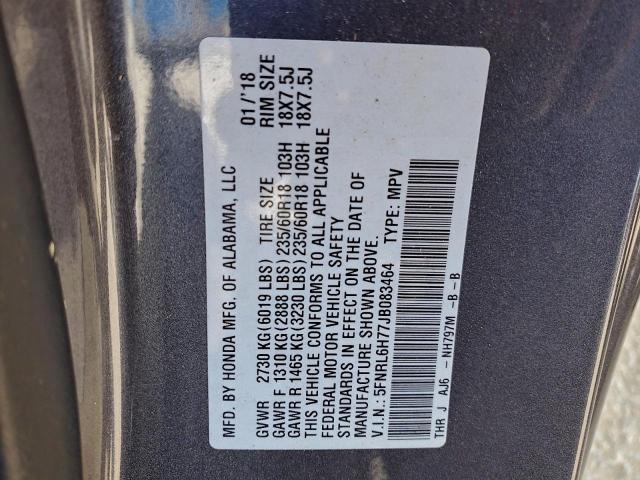 MFD. BY HONDA MFG. OF ALABAMA, LLC 01/'18
GVWR 2730 KG(6019 LBS) TIRE SIZE RIM SIZE
GAWR F 1310 KG(2888 LBS) 235/60R18 103H 18X7.5J
GAWR R 1465 KG(3230 LBS) 235/60R18 103H 18X7.5J
THIS VEHICLE CONFORMS TO ALL APPLICABLE
FEDERAL MOTOR VEHICLE SAFETY
STANDARDS IN EFFECT ON THE DATE OF
MANUFACTURE SHOWN ABOVE.
V.I.N.: 5FNRL6H77JB083464 TYPE: MPV
THR J AJ6 -NH797M -B -B